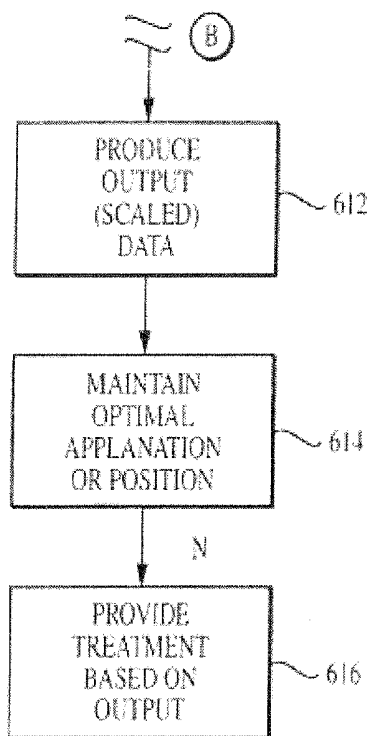 B
PRODUCE
OUTPUT
(SCALED)
DATA
612
MAINTAIN
OPTIMAL
APPLANATION
OR POSITION
614
N
PROVIDE
TREATMENT
BASED ON
OUTPUT
616